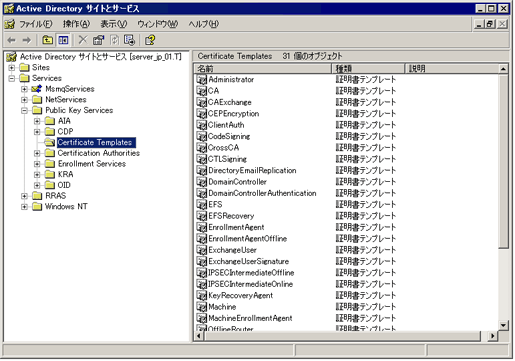 Active Directory サイトとサービス
ファイル(F) 操作(A) 表示(V) ウィンドウ(W) ヘルプ(H)
Active Directory サイトとサービス [server_jp_01.T]
Sites
Services
MsmqServices
NetServices
Public Key Services
AIA
CDP
Certificate Templates
Certification Authorities
Enrollment Services
KRA
OID
RRAS
Windows NT
Certificate Templates 31 個のオブジェクト
名前 種類 説明
Administrator 証明書テンプレート
CA 証明書テンプレート
CAExchange 証明書テンプレート
CEPEncryption 証明書テンプレート
ClientAuth 証明書テンプレート
CodeSigning 証明書テンプレート
CrossCA 証明書テンプレート
CTLSigning 証明書テンプレート
DirectoryEmailReplication 証明書テンプレート
DomainController 証明書テンプレート
DomainControllerAuthentication 証明書テンプレート
EFS 証明書テンプレート
EFSRecovery 証明書テンプレート
EnrollmentAgent 証明書テンプレート
EnrollmentAgentOffline 証明書テンプレート
ExchangeUser 証明書テンプレート
ExchangeUserSignature 証明書テンプレート
IPSECIntermediateOffline 証明書テンプレート
IPSECIntermediateOnline 証明書テンプレート
KeyRecoveryAgent 証明書テンプレート
Machine 証明書テンプレート
MachineEnrollmentAgent 証明書テンプレート
OfflineRouter 証明書テンプレート